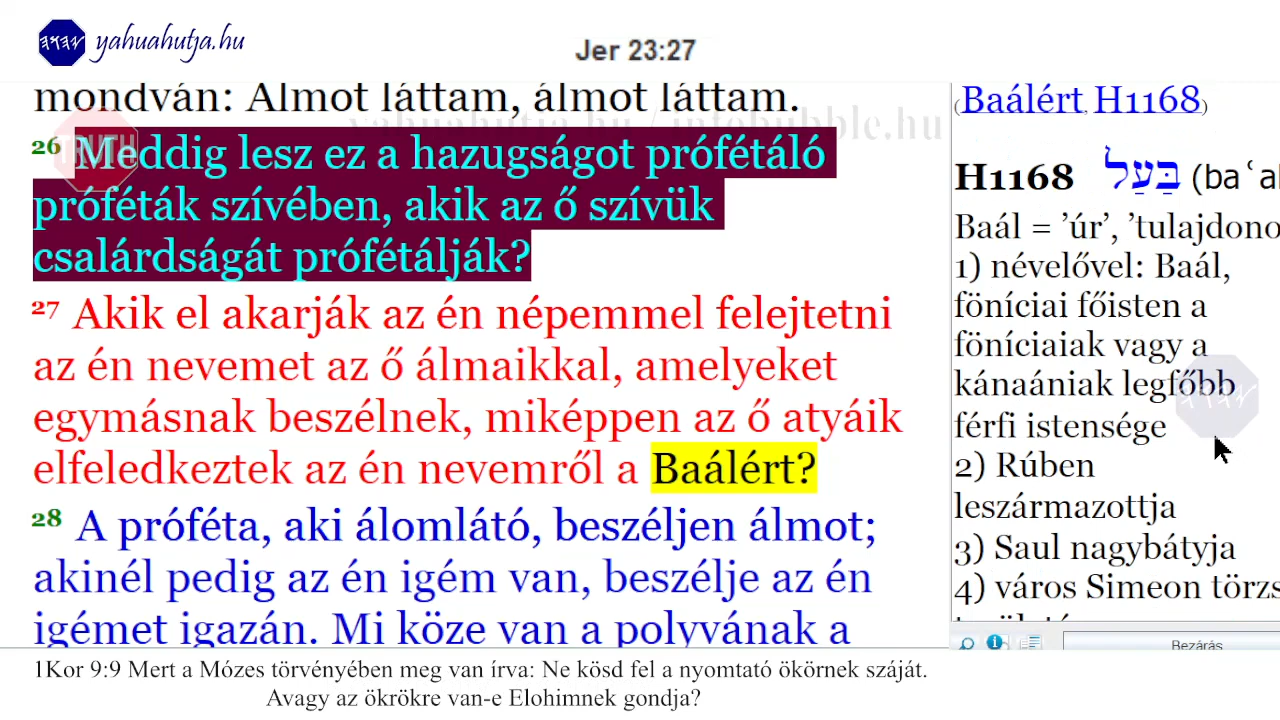 yahuahutja.hu
Jer 23:27
mondván: Álmot láttam, álmot láttam.
yahuahutja.hu / infobubble.hu
TRUTH
26 Meddig lesz ez a hazugságot prófétáló
próféták szívében, akik az ő szívük
csalárdságát prófétálják?
27 Akik el akarják az én népemmel felejtetni
az én nevemet az ő álmaikkal, amelyeket
egymásnak beszélnek, miképpen az ő atyáik
elfeledkeztek az én nevemről a Baálért?
28 A próféta, aki álomlátó, beszéljen álmot;
akinél pedig az én igém van, beszélje az én
igémet igazán. Mi köze van a polyvának a
(Baálért, H1168)
H1168 בַּעַל (baʿal
Baál = ’úr’, ’tulajdono
1) névelővel: Baál,
föníciai főisten a
föníciaiak vagy a
kánaániak legfőbb
férfi istensége
2) Rúben
leszármazottja
3) Saul nagybátyja
4) város Simeon törzs
Bezárás
1Kor 9:9 Mert a Mózes törvényében meg van írva: Ne kösd fel a nyomtató ökörnek száját.
Avagy az ökrökre van-e Elohimnek gondja?